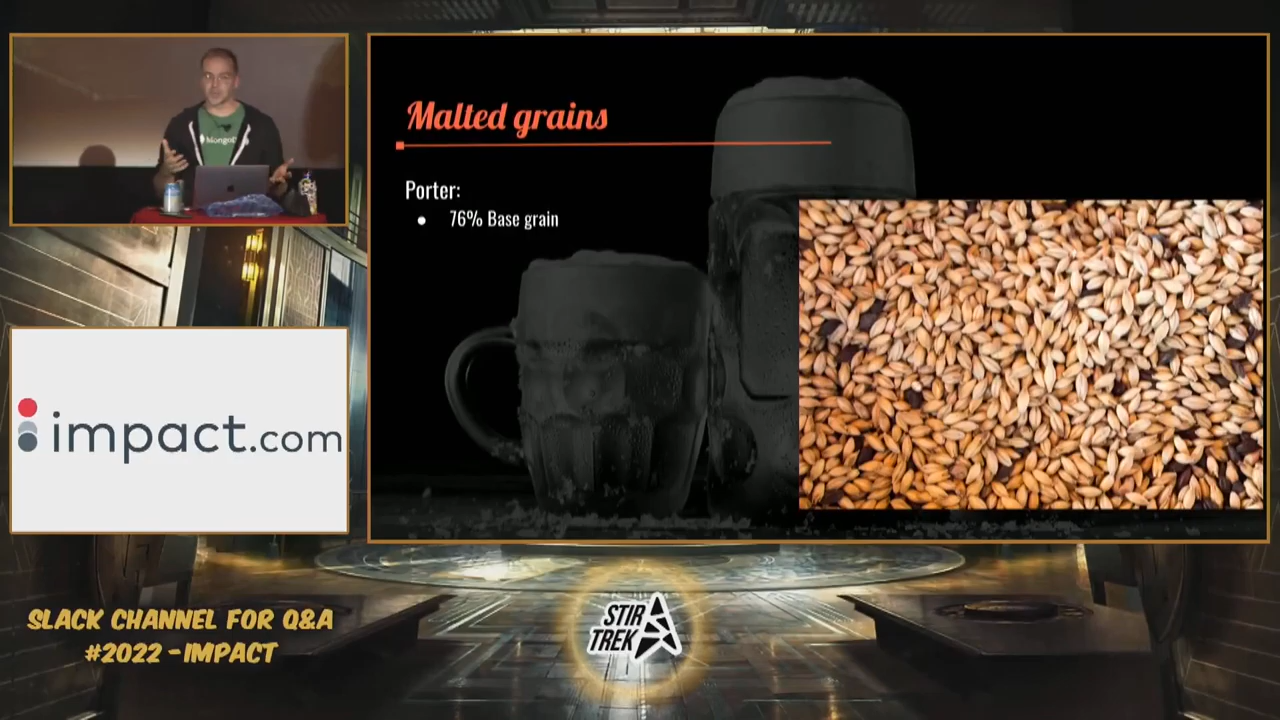 Malted grains
Porter:
● 76% Base grain
impact.com
SLACK CHANNEL FOR Q&A
#2022 - IMPACT
STIR
TREK